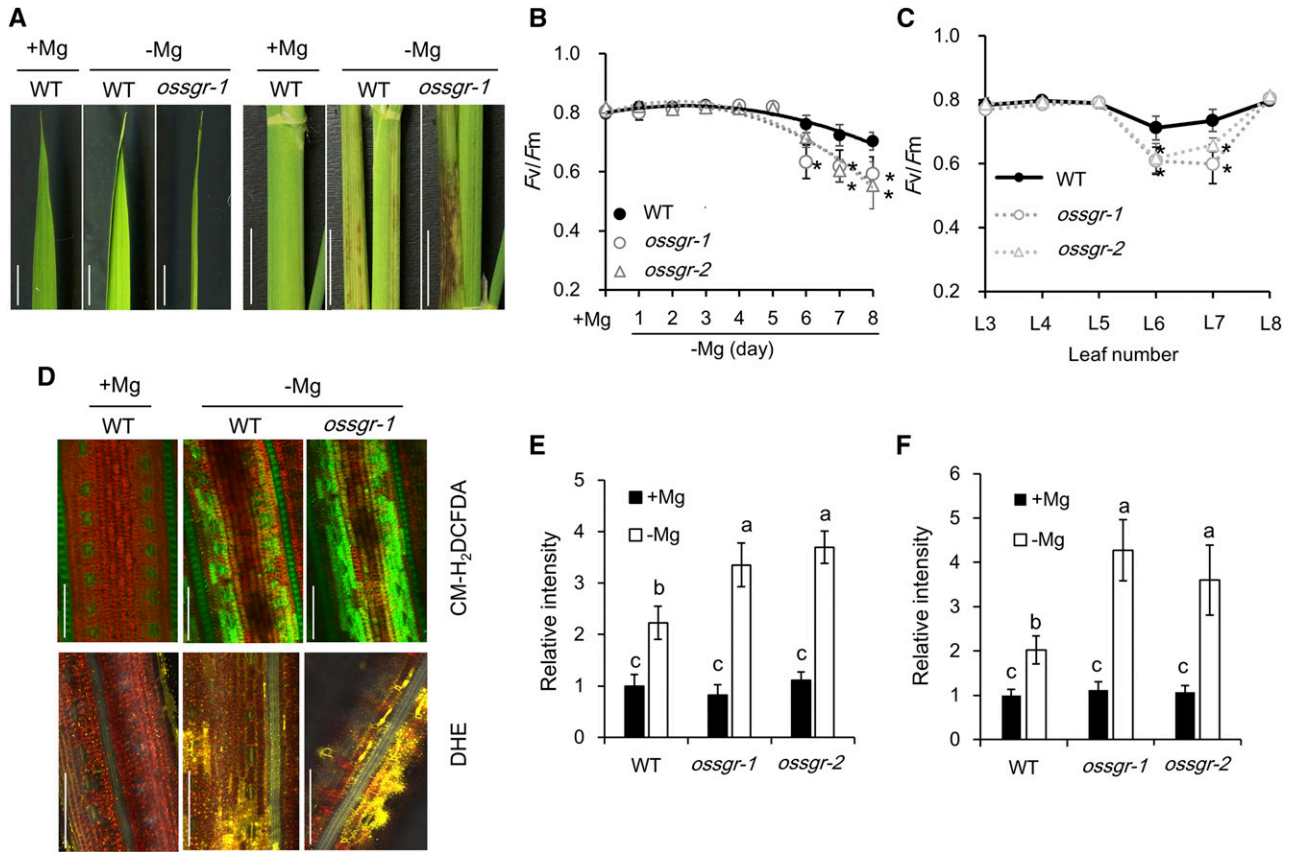 A
+Mg -Mg +Mg -Mg
WT WT ossgr-1 WT WT ossgr-1
B
Fv/Fm
1.0
0.8
0.6
0.4
0.2
WT
ossgr-1
ossgr-2
* * * * *
+Mg 1 2 3 4 5 6 7 8
-Mg (day)
C
Fv/Fm
1.0
0.8
0.6
0.4
0.2
WT
ossgr-1
ossgr-2
* * * *
L3 L4 L5 L6 L7 L8
Leaf number
D
+Mg -Mg
WT WT ossgr-1
CM-H₂DCFDA
DHE
E
Relative intensity
5
4
3
2
1
0
+Mg
-Mg
c b c a c a
WT ossgr-1 ossgr-2
F
Relative intensity
6
5
4
3
2
1
0
+Mg
-Mg
c b c a c a
WT ossgr-1 ossgr-2